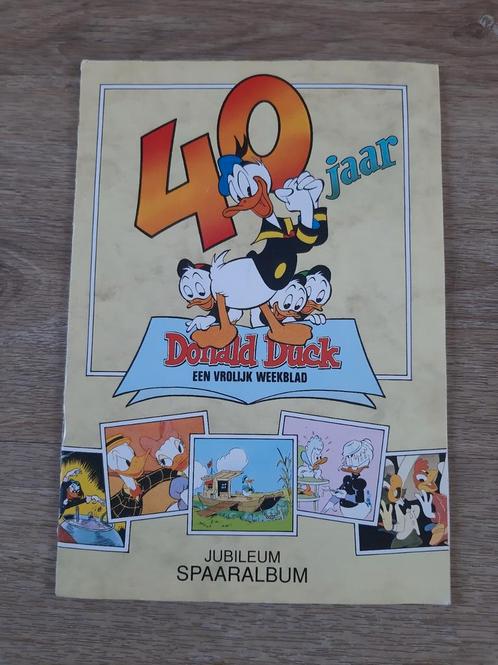 40 jaar
Donald Duck
EEN VROLIJK WEEKBLAD
JUBILEUM
SPAARALBUM